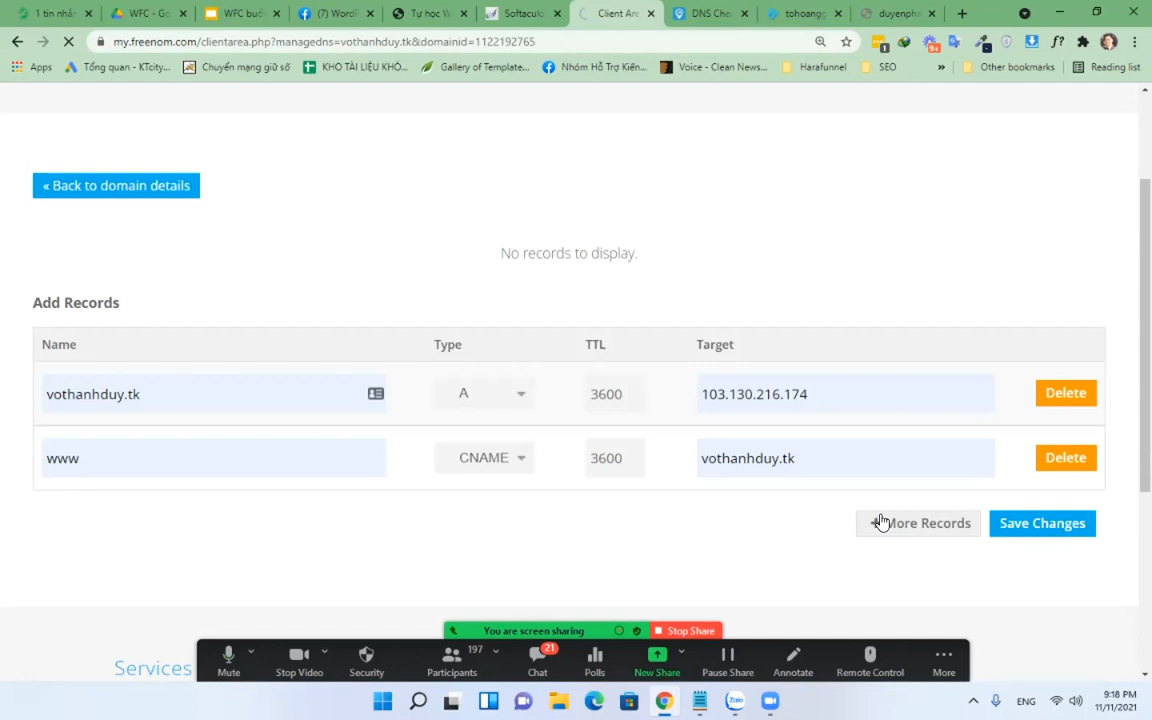 1 tin nhắ
WFC - Go
WFC buổ
(7) WordP
Tự học W
Softaculo
Client Are
DNS Che
tohoangc
duyenpha
my.freenom.com/clientarea.php?managedns=vothanhduy.tk&domainid=1122192765
Apps
Tổng quan - KTcity...
Chuyển mạng giữ số
KHO TÀI LIỆU KHÓ...
Gallery of Template...
Nhóm Hỗ Trợ Kiến...
Voice - Clean News...
Harafunnel
SEO
»
Other bookmarks
Reading list
« Back to domain details
No records to display.
Add Records
Name Type TTL Target
vothanhduy.tk A 3600 103.130.216.174 Delete
www CNAME 3600 vothanhduy.tk Delete
More Records Save Changes
You are screen sharing Stop Share
Services
197
21
Mute Stop Video Security Participants Chat Polls New Share Pause Share Annotate Remote Control More
Zalo
ENG
9:18 PM
11/11/2021